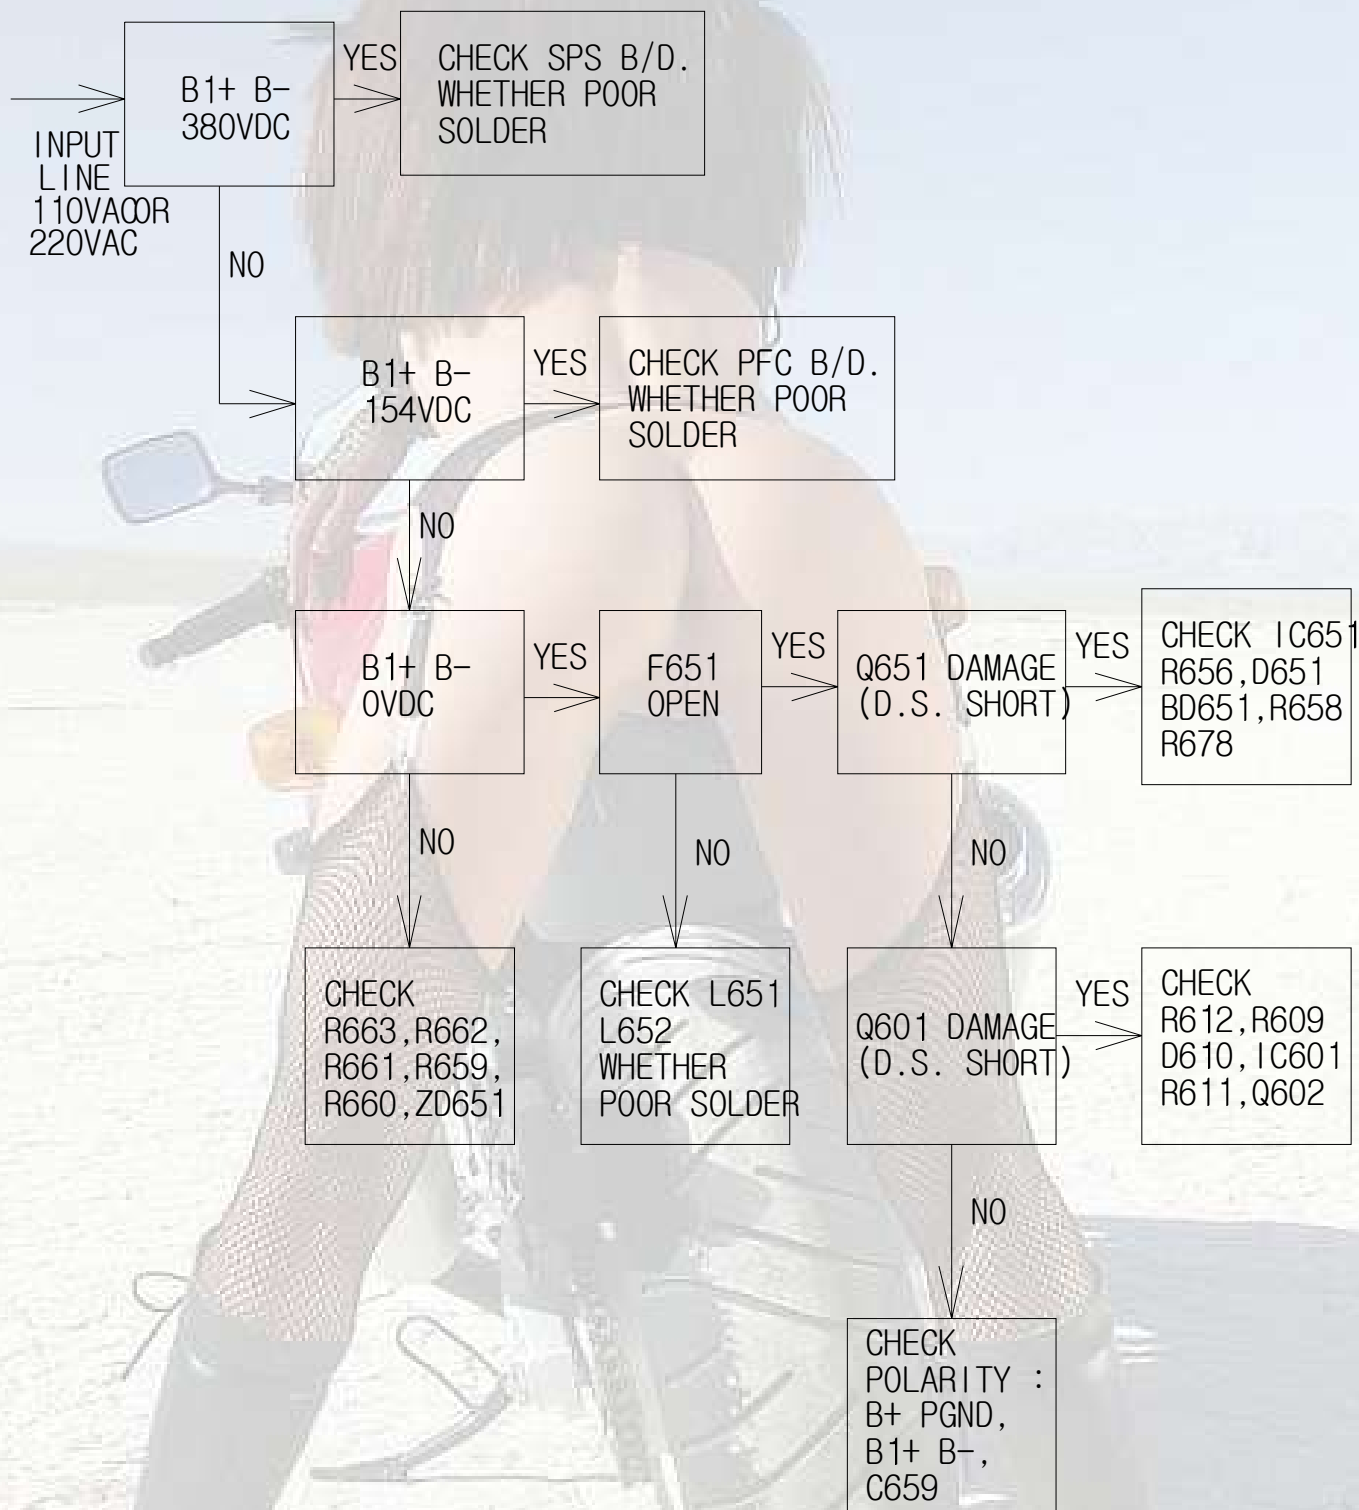 YES
B1+ B-
380VDC
CHECK SPS B/D.
WHETHER POOR
SOLDER
INPUT
LINE
110VACOR
220VAC
NO
B1+ B-
154VDC
YES
CHECK PFC B/D.
WHETHER POOR
SOLDER
NO
B1+ B-
0VDC
YES
F651
OPEN
YES
Q651 DAMAGE
(D.S. SHORT)
YES
CHECK IC651
R656,D651
BD651,R658
R678
NO
NO
NO
CHECK
R663,R662,
R661,R659,
R660,ZD651
CHECK L651
L652
WHETHER
POOR SOLDER
Q601 DAMAGE
(D.S. SHORT)
YES
CHECK
R612,R609
D610,IC601
R611,Q602
NO
CHECK
POLARITY :
B+ PGND,
B1+ B-,
C659